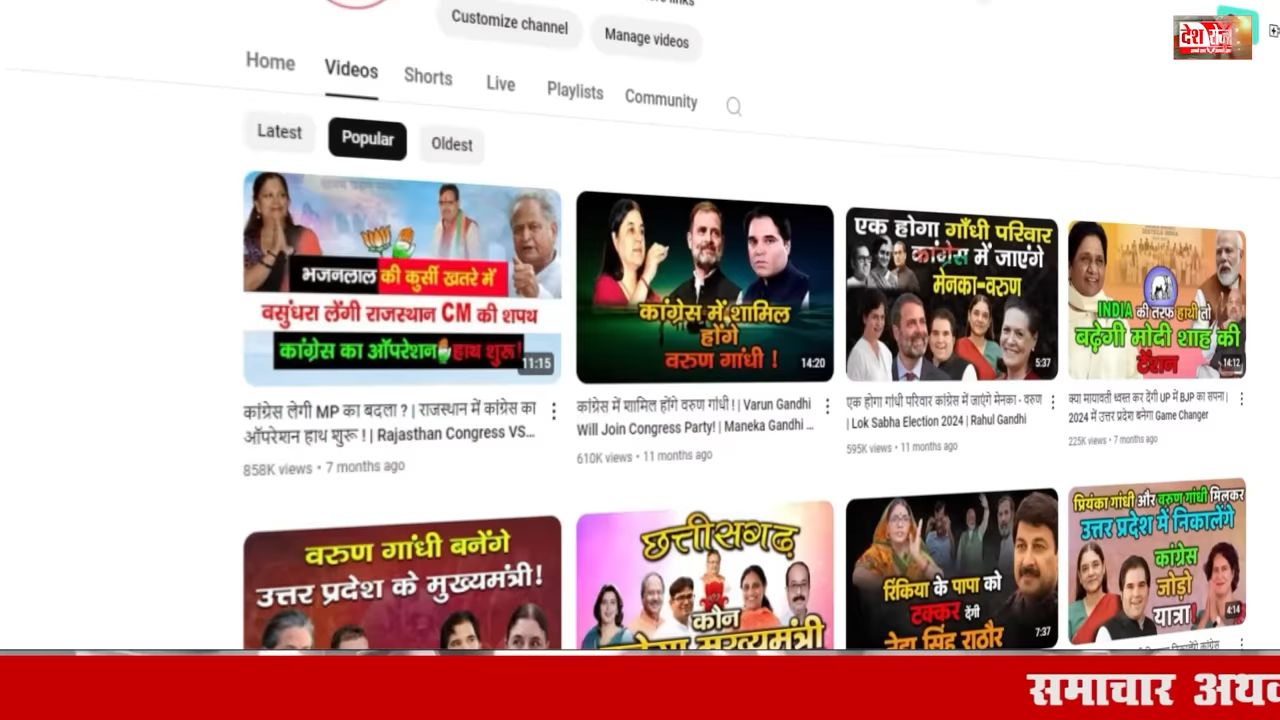 Customize channel
Manage videos
देश रोज़
Home
Videos
Shorts
Live
Playlists
Community
Latest
Popular
Oldest
भजनलाल की कुर्सी खतरे में
वसुंधरा लेंगी राजस्थान CM की शपथ
कांग्रेस का ऑपरेशन हाथ शुरू!
11:15
कांग्रेस लेगी MP का बदला ? | राजस्थान में कांग्रेस का
ऑपरेशन हाथ शुरू ! | Rajasthan Congress VS...
858K views • 7 months ago
कांग्रेस में शामिल
होंगे
वरुण गांधी !
14:20
कांग्रेस में शामिल होंगे वरुण गांधी ! | Varun Gandhi
Will Join Congress Party! | Maneka Gandhi ...
610K views • 11 months ago
एक होगा गाँधी परिवार
कांग्रेस में जाएंगे
मेनका-वरुण
5:37
एक होगा गांधी परिवार कांग्रेस में जाएंगे मेनका - वरुण
| Lok Sabha Election 2024 | Rahul Gandhi
595K views • 11 months ago
INDIA की तरफ हाथी तो
बढ़ेगी मोदी शाह की
टेंशन
14:12
क्या मायावती ध्वस्त कर देंगी UP में BJP का सपना |
2024 में उत्तर प्रदेश बनेगा Game Changer
225K views • 7 months ago
वरुण गांधी बनेंगे
उत्तर प्रदेश के मुख्यमंत्री!
छत्तीसगढ़
कौन
बनेगा मुख्यमंत्री
रिंकिया के पापा को
टक्कर देंगी
नेहा सिंह राठौर
7:37
प्रियंका गांधी और वरुण गांधी मिलकर
उत्तर प्रदेश में निकालेंगे
कांग्रेस
जोड़ो
यात्रा!
4:14
समाचार अथवा